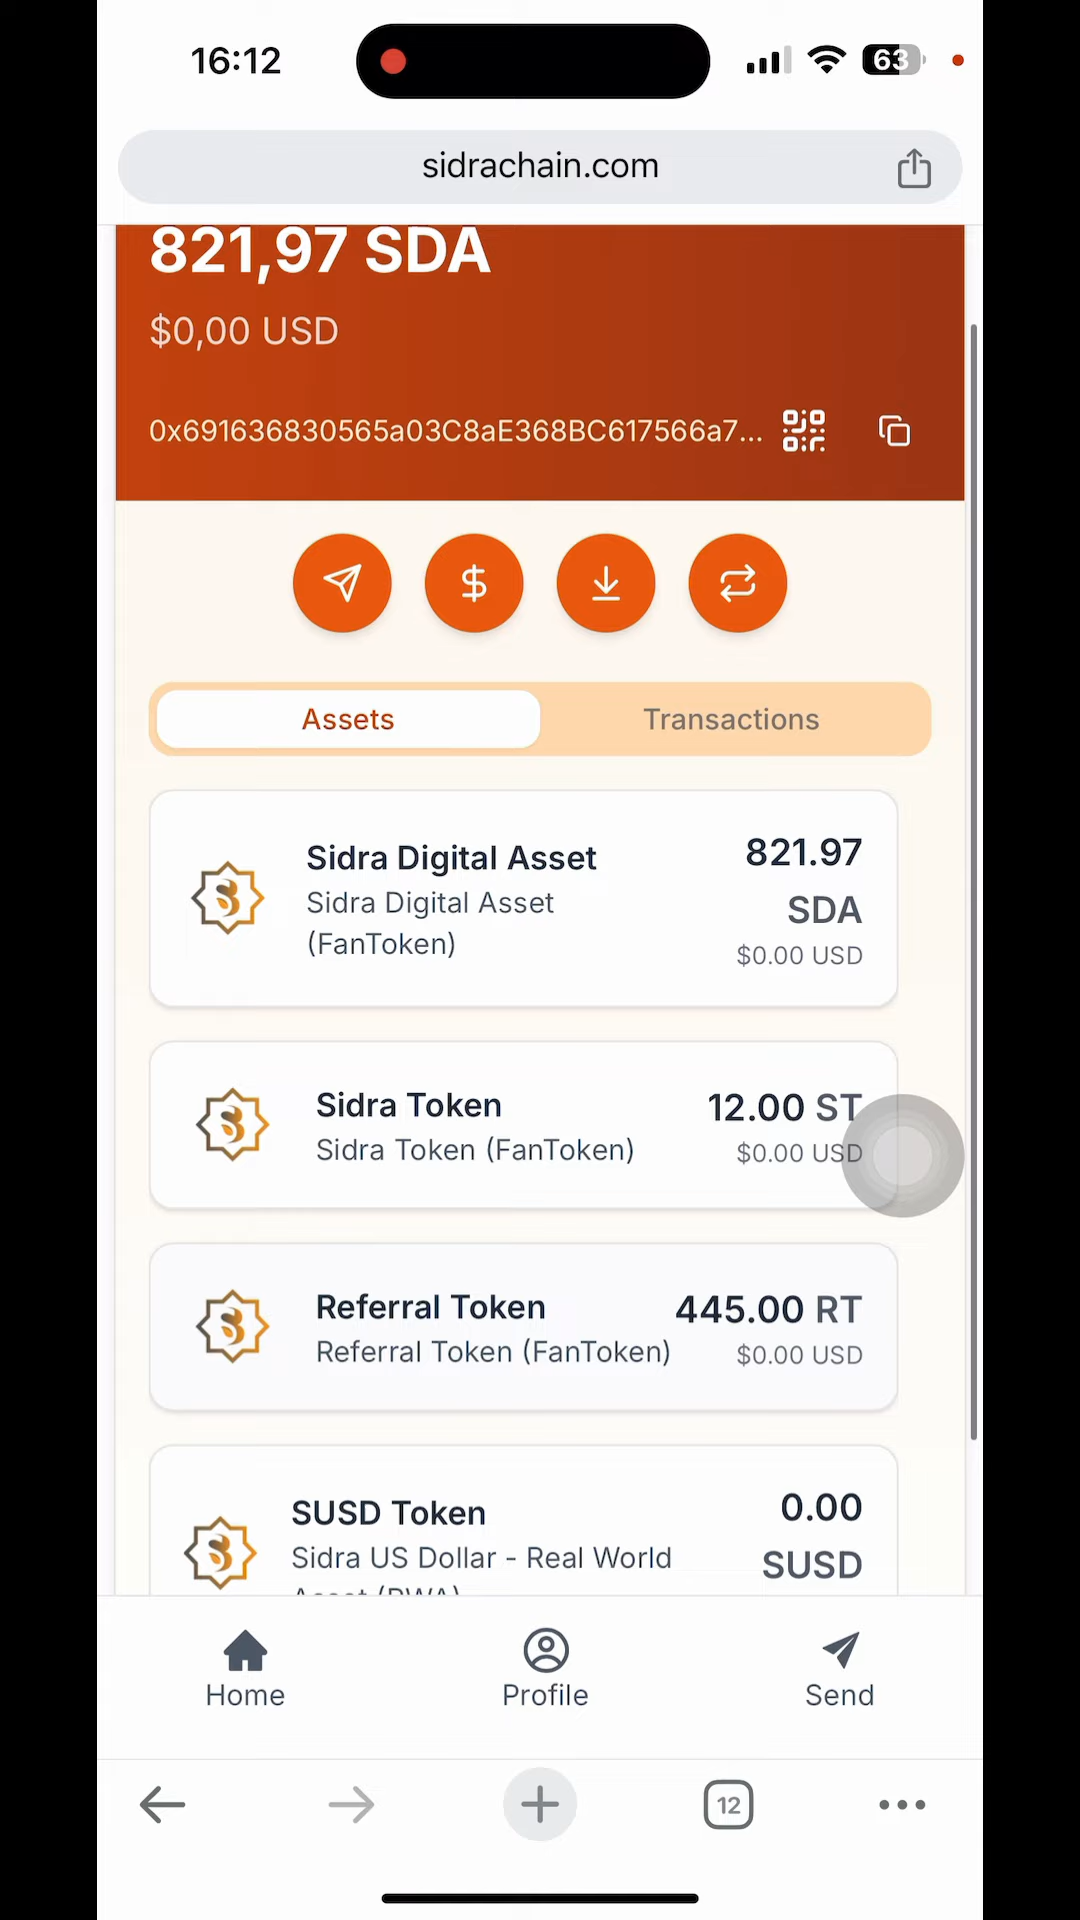 16:12
63
sidrachain.com
821,97 SDA
$0,00 USD
0x691636830565a03C8aE368BC617566a7...
Assets
Transactions
Sidra Digital Asset
Sidra Digital Asset
(FanToken)
821.97
SDA
$0.00 USD
Sidra Token
Sidra Token (FanToken)
12.00 ST
$0.00 USD
Referral Token
Referral Token (FanToken)
445.00 RT
$0.00 USD
SUSD Token
Sidra US Dollar - Real World
Asset (RWA)
0.00
SUSD
Home
Profile
Send
12